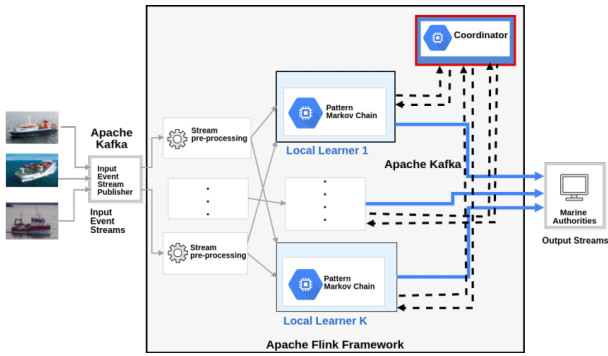 Coordinator
Apache
Kafka
Input
Event
Stream
Publisher
Input
Event
Streams
Stream
pre-processing
Stream
pre-processing
Pattern
Markov Chain
Local Learner 1
Apache Kafka
Pattern
Markov Chain
Local Learner K
Marine
Authorities
Output Streams
Apache Flink Framework